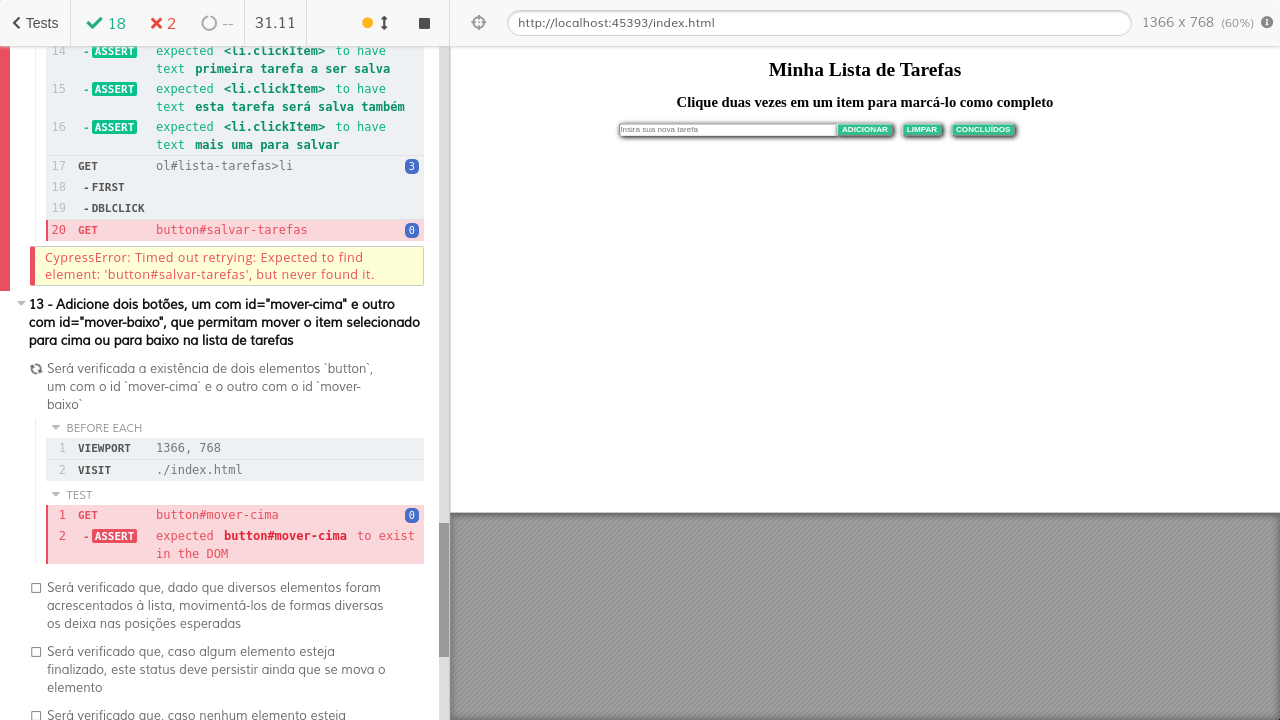 Tests
18
2
--
31.11
http://localhost:45393/index.html
1366 x 768 (60%)
14 - ASSERT expected <li.clickItem> to have
text primeira tarefa a ser salva
15 - ASSERT expected <li.clickItem> to have
text esta tarefa será salva também
16 - ASSERT expected <li.clickItem> to have
text mais uma para salvar
17 GET ol#lista-tarefas>li 3
18 - FIRST
19 - DBLCLICK
20 GET button#salvar-tarefas 0
CypressError: Timed out retrying: Expected to find
element: 'button#salvar-tarefas', but never found it.
13 - Adicione dois botões, um com id="mover-cima" e outro
com id="mover-baixo", que permitam mover o item selecionado
para cima ou para baixo na lista de tarefas
Será verificada a existência de dois elementos `button`,
um com o id `mover-cima` e o outro com o id `mover-
baixo`
BEFORE EACH
1 VIEWPORT 1366, 768
2 VISIT ./index.html
TEST
1 GET button#mover-cima 0
2 - ASSERT expected button#mover-cima to exist
in the DOM
Será verificado que, dado que diversos elementos foram
acrescentados à lista, movimentá-los de formas diversas
os deixa nas posições esperadas
Será verificado que, caso algum elemento esteja
finalizado, este status deve persistir ainda que se mova o
elemento
Será verificado que, caso nenhum elemento esteja
Minha Lista de Tarefas
Clique duas vezes em um item para marcá-lo como completo
Insira sua nova tarefa ADICIONAR LIMPAR CONCLUÍDOS